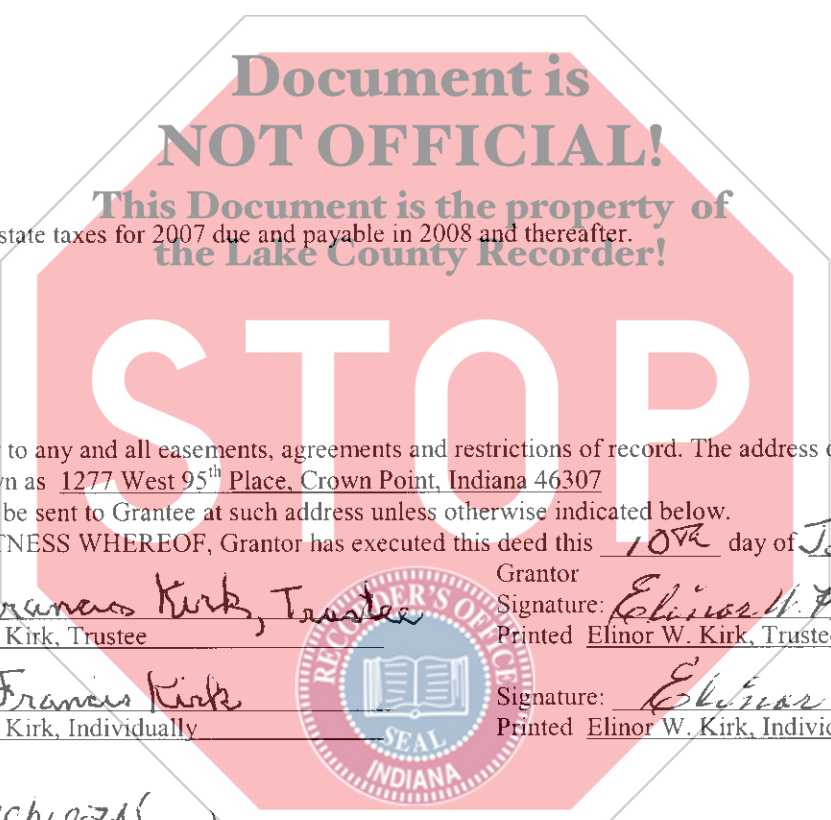 Document is
NOT OFFICIAL!
This Document is the property of
state taxes for 2007 due and payable in 2008 and thereafter.
the Lake County Recorder!
STOP
to any and all easements, agreements and restrictions of record. The address
as 1277 West 95th Place, Crown Point, Indiana 46307
be sent to Grantee at such address unless otherwise indicated below.
WHEREOF, Grantor has executed this deed this 10th day of
Grantor
Francis Kirk, Trustee
Signature: Elinor W.
Kirk, Trustee
Printed Elinor W. Kirk, Trustee
Francis Kirk
Signature: Elinor
Kirk, Individually
Printed Elinor W. Kirk,
RECORDER'S OFFICE
SEAL
INDIANA